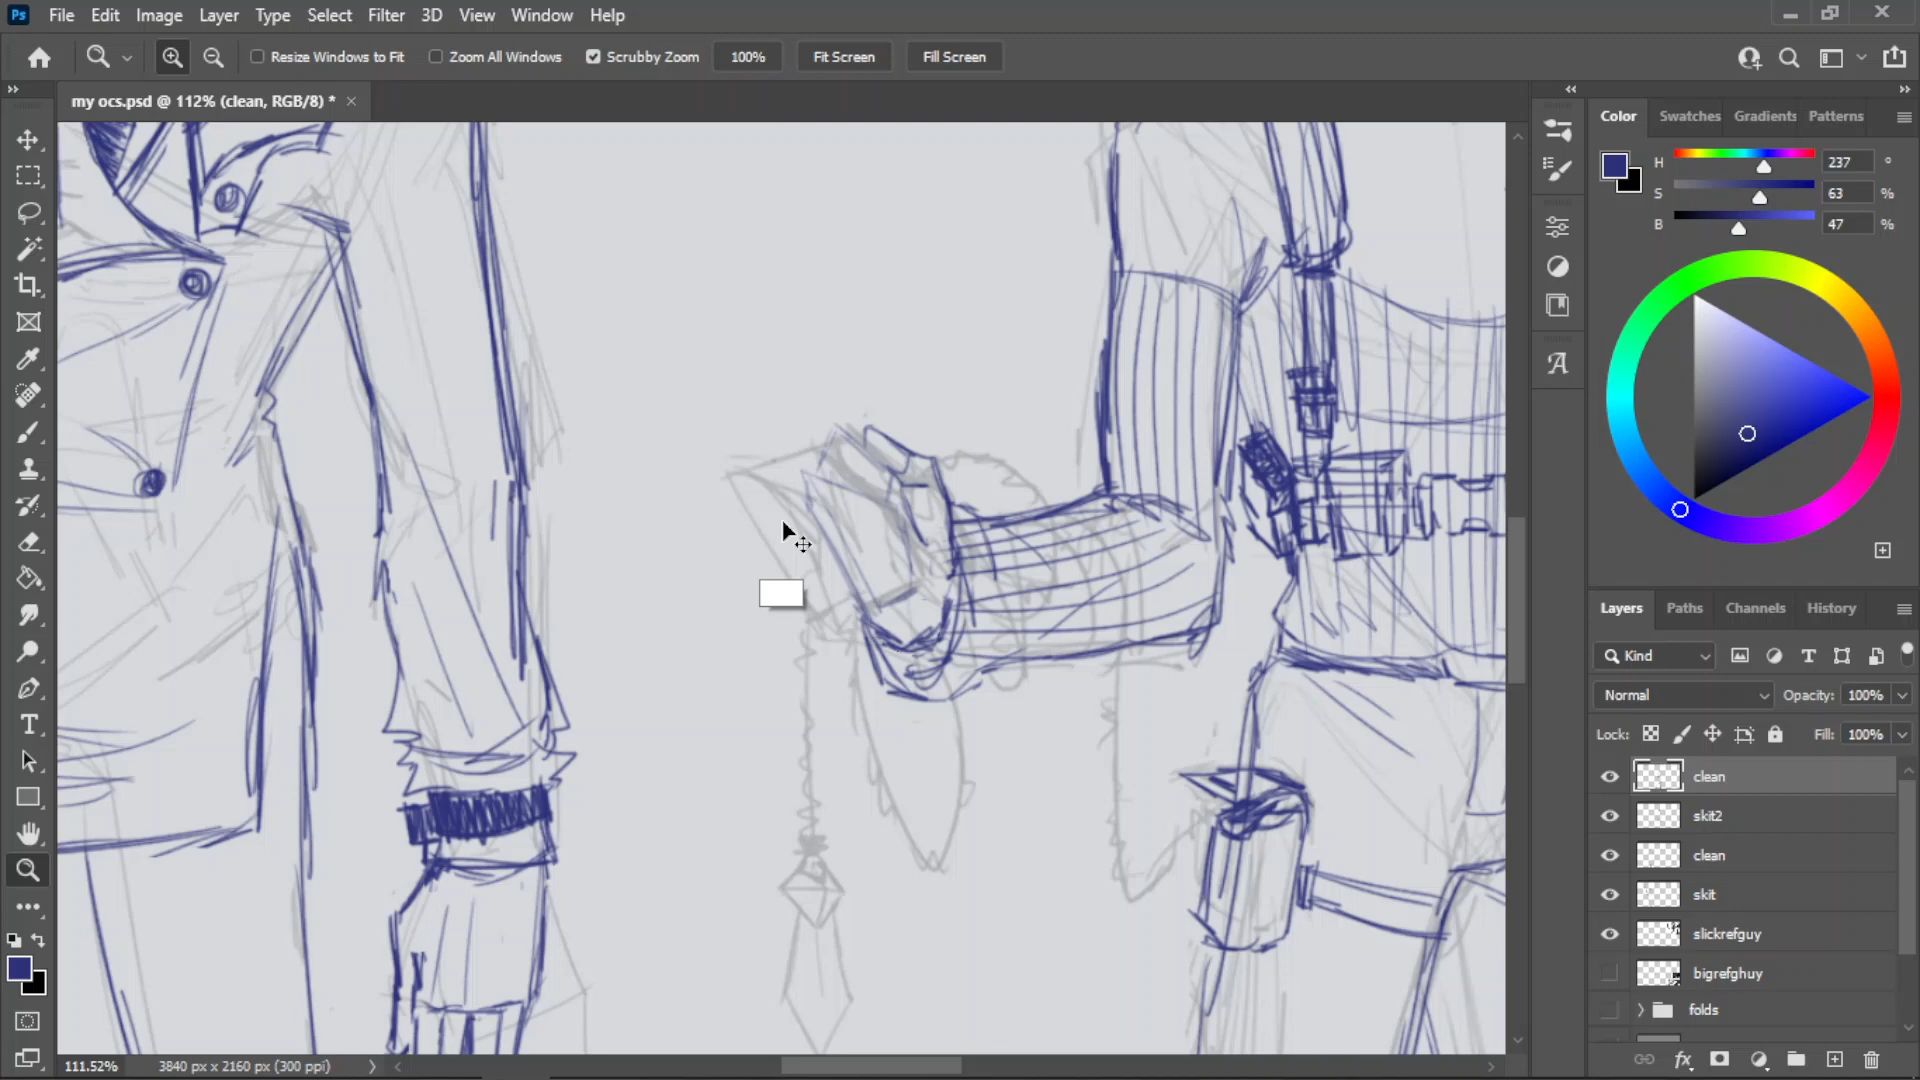 Ps File Edit Image Layer Type Select Filter 3D View Window Help
Resize Windows to Fit Zoom All Windows Scrubby Zoom 100% Fit Screen Fill Screen
my ocs.psd @ 112% (clean, RGB/8) * ×
Color Swatches Gradients Patterns
H 237 °
S 63 %
B 47 %
Layers Paths Channels History
Kind
Normal Opacity: 100%
Lock: Fill: 100%
clean
skit2
clean
skit
slickrefguy
bigrefghuy
folds
111.52% 3840 px x 2160 px (300 ppi)